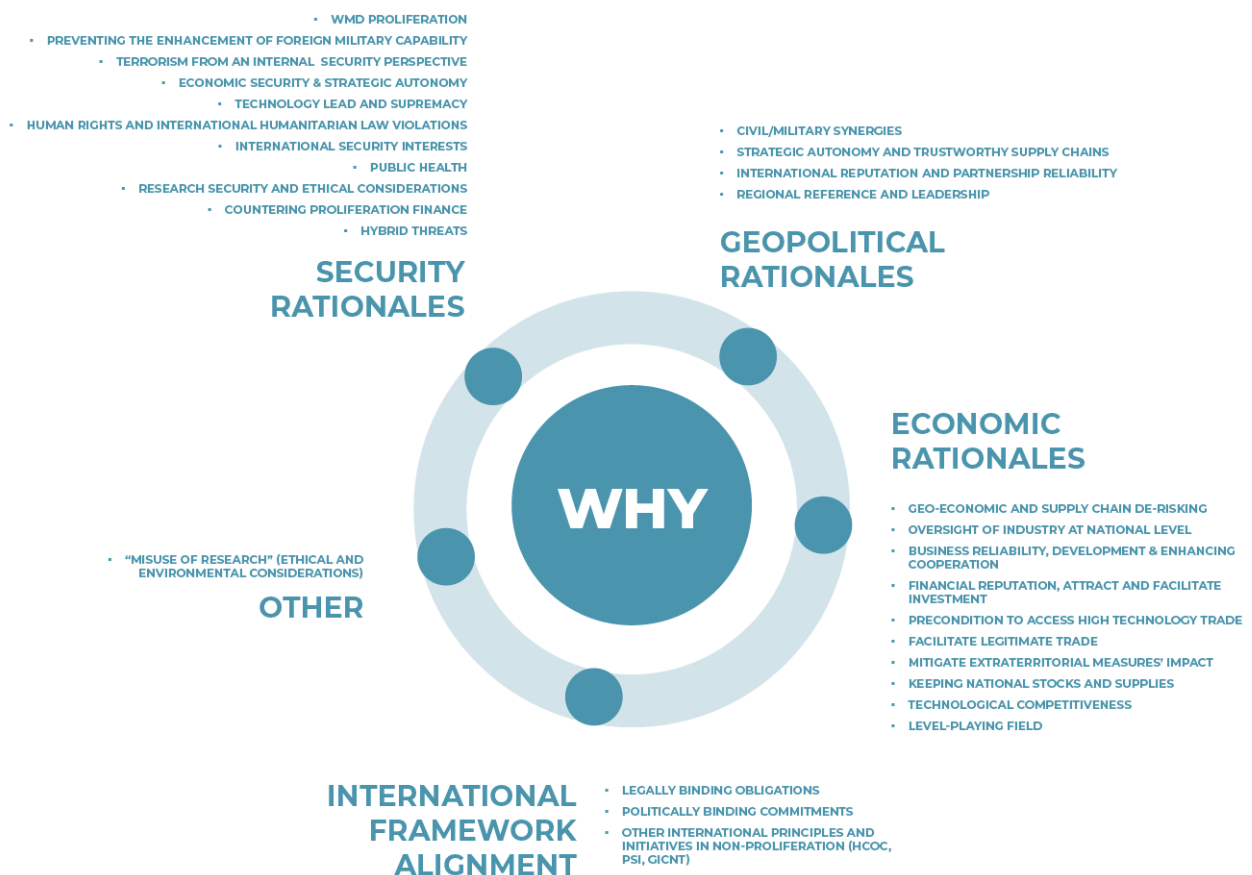 ▪ WMD PROLIFERATION
▪ PREVENTING THE ENHANCEMENT OF FOREIGN MILITARY CAPABILITY
▪ TERRORISM FROM AN INTERNAL SECURITY PERSPECTIVE
▪ ECONOMIC SECURITY & STRATEGIC AUTONOMY
▪ TECHNOLOGY LEAD AND SUPREMACY
▪ HUMAN RIGHTS AND INTERNATIONAL HUMANITARIAN LAW VIOLATIONS
▪ INTERNATIONAL SECURITY INTERESTS
▪ PUBLIC HEALTH
▪ RESEARCH SECURITY AND ETHICAL CONSIDERATIONS
▪ COUNTERING PROLIFERATION FINANCE
▪ HYBRID THREATS
SECURITY
RATIONALES
▪ CIVIL/MILITARY SYNERGIES
▪ STRATEGIC AUTONOMY AND TRUSTWORTHY SUPPLY CHAINS
▪ INTERNATIONAL REPUTATION AND PARTNERSHIP RELIABILITY
▪ REGIONAL REFERENCE AND LEADERSHIP
GEOPOLITICAL
RATIONALES
WHY
ECONOMIC
RATIONALES
▪ GEO-ECONOMIC AND SUPPLY CHAIN DE-RISKING
▪ OVERSIGHT OF INDUSTRY AT NATIONAL LEVEL
▪ BUSINESS RELIABILITY, DEVELOPMENT & ENHANCING
COOPERATION
▪ FINANCIAL REPUTATION, ATTRACT AND FACILITATE
INVESTMENT
▪ PRECONDITION TO ACCESS HIGH TECHNOLOGY TRADE
▪ FACILITATE LEGITIMATE TRADE
▪ MITIGATE EXTRATERRITORIAL MEASURES' IMPACT
▪ KEEPING NATIONAL STOCKS AND SUPPLIES
▪ TECHNOLOGICAL COMPETITIVENESS
▪ LEVEL-PLAYING FIELD
▪ “MISUSE OF RESEARCH” (ETHICAL AND
ENVIRONMENTAL CONSIDERATIONS)
OTHER
INTERNATIONAL
FRAMEWORK
ALIGNMENT
▪ LEGALLY BINDING OBLIGATIONS
▪ POLITICALLY BINDING COMMITMENTS
▪ OTHER INTERNATIONAL PRINCIPLES AND
INITIATIVES IN NON-PROLIFERATION (HCOC,
PSI, GICNT)